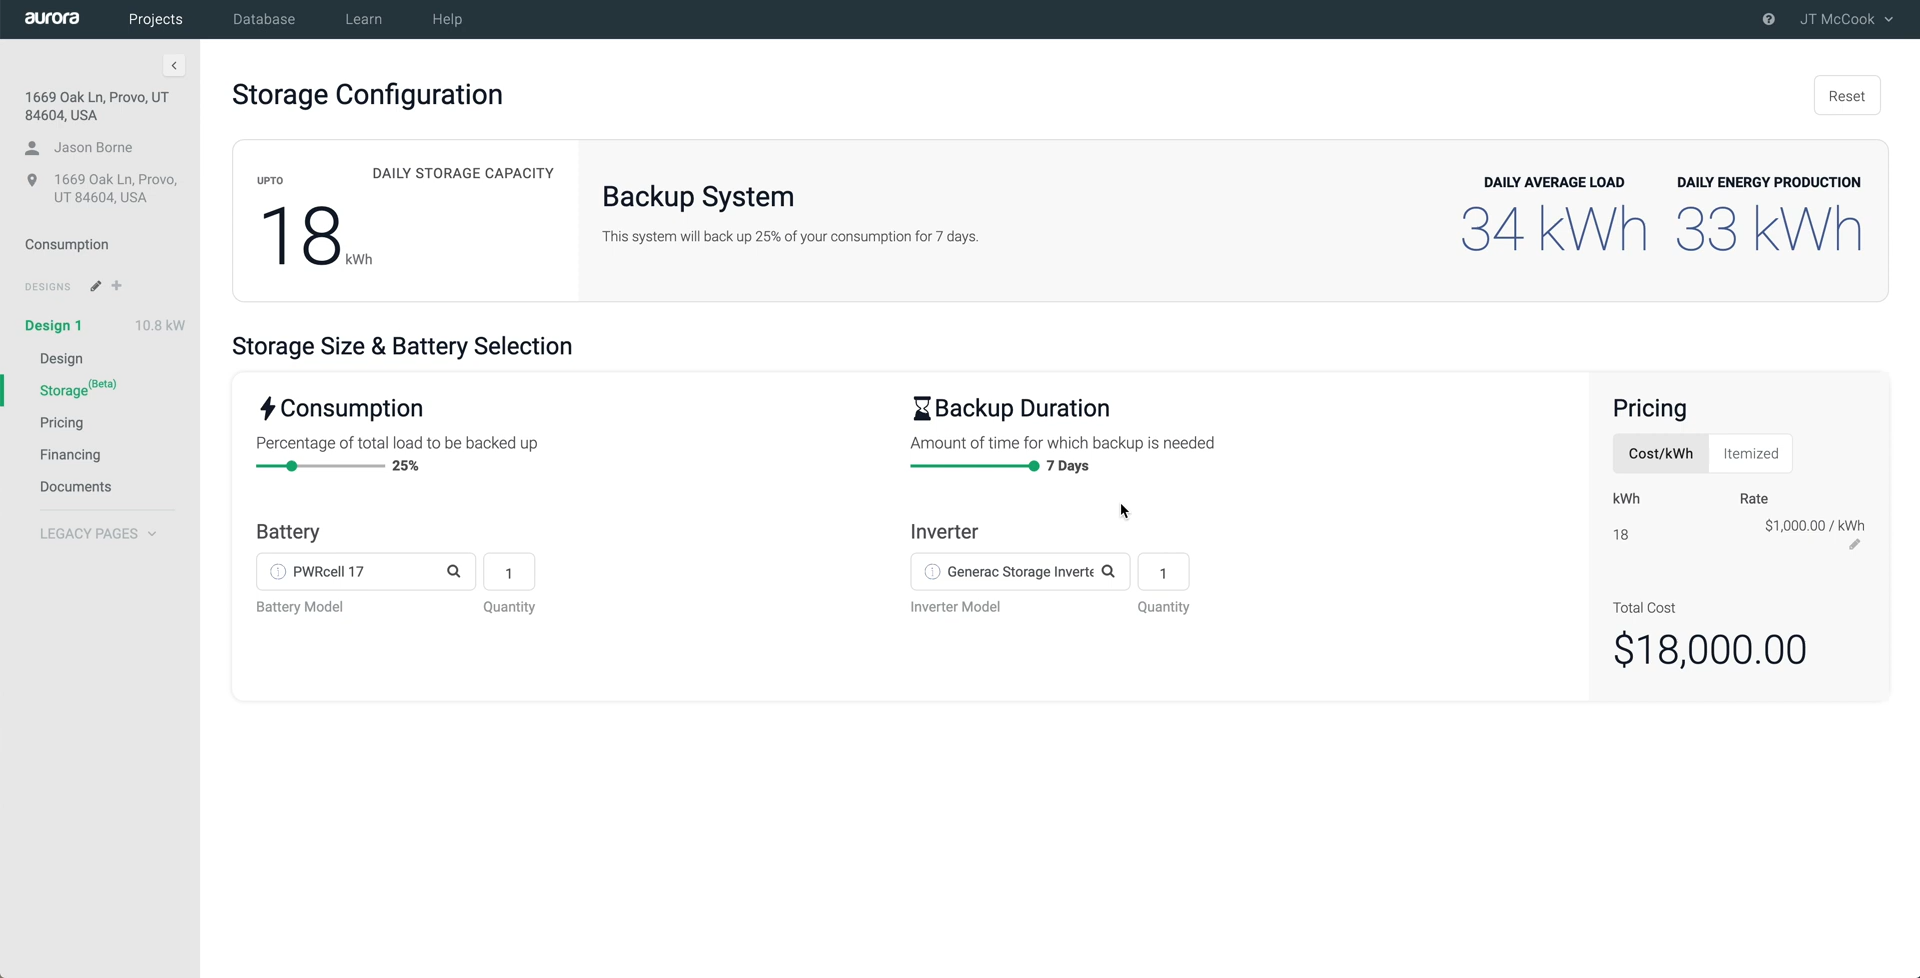 aurora
Projects
Database
Learn
Help
JT McCook
1669 Oak Ln, Provo, UT
84604, USA
Jason Borne
1669 Oak Ln, Provo,
UT 84604, USA
Consumption
DESIGNS
Design 1
10.8 kW
Design
Storage(Beta)
Pricing
Financing
Documents
LEGACY PAGES
Storage Configuration
Reset
UPTO
DAILY STORAGE CAPACITY
18 kWh
Backup System
This system will back up 25% of your consumption for 7 days.
DAILY AVERAGE LOAD
34 kWh
DAILY ENERGY PRODUCTION
33 kWh
Storage Size & Battery Selection
Consumption
Percentage of total load to be backed up
25%
Battery
PWRcell 17
1
Battery Model
Quantity
Backup Duration
Amount of time for which backup is needed
7 Days
Inverter
Generac Storage Inverte
1
Inverter Model
Quantity
Pricing
Cost/kWh
Itemized
kWh
Rate
18
$1,000.00 / kWh
Total Cost
$18,000.00